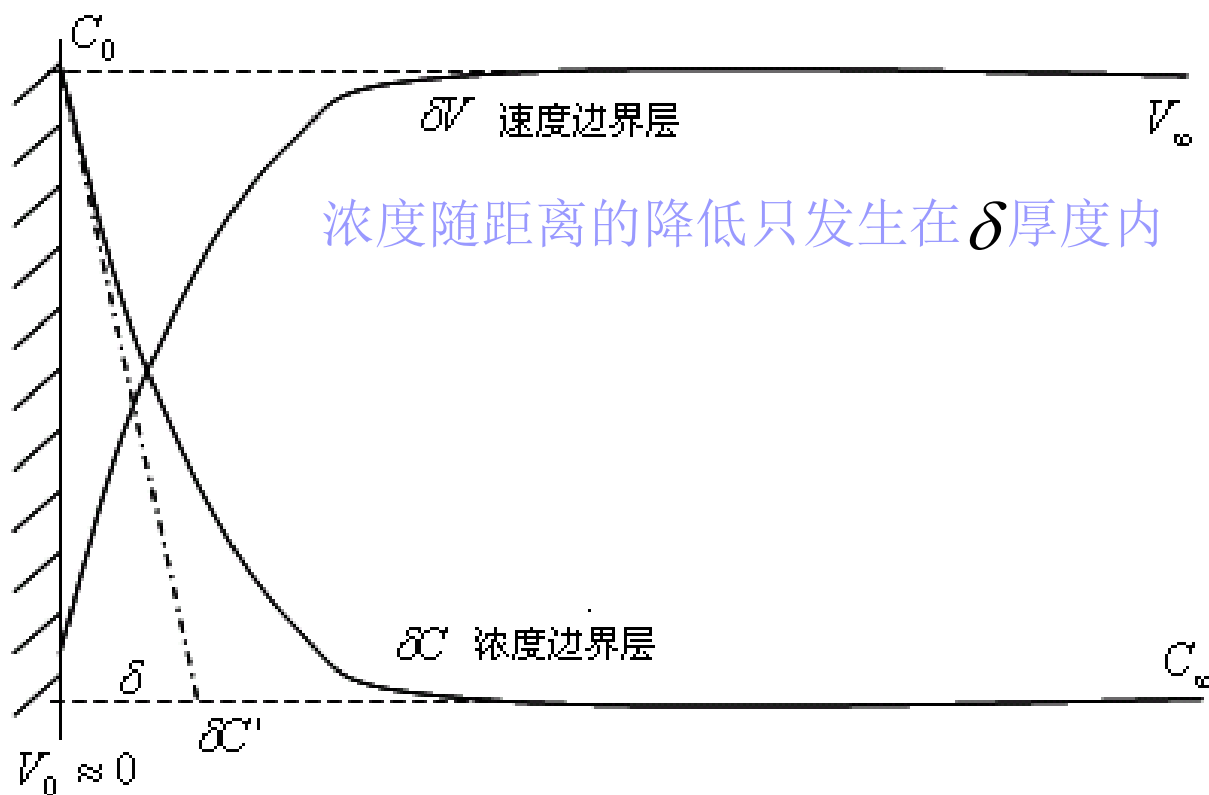 C₀
δV 速度边界层
V∞
浓度随距离的降低只发生在δ厚度内
δC 浓度边界层
C∞
δ
δC"
V₀ ≈ 0